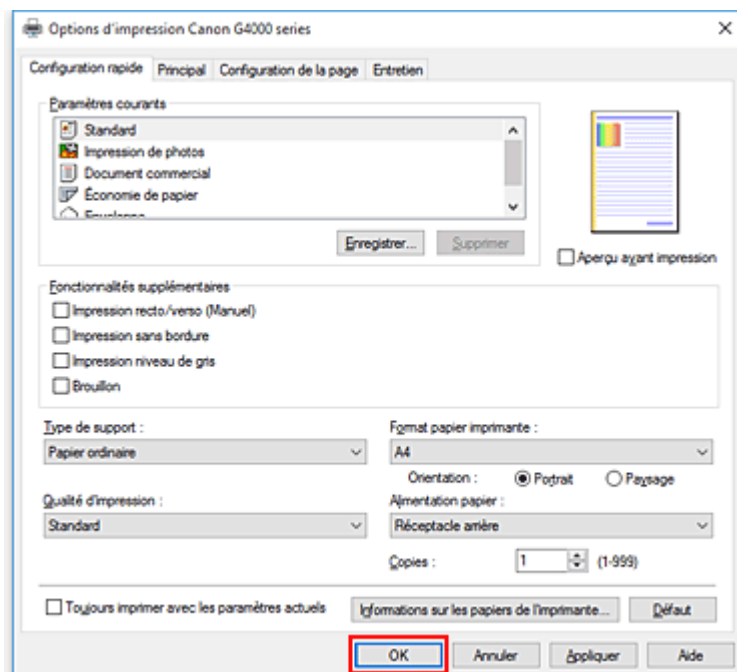 Options d'impression Canon G4000 series
Configuration rapide Principal Configuration de la page Entretien
Paramètres courants
Standard
Impression de photos
Document commercial
Économie de papier
Enregistrer... Supprimer
Aperçu avant impression
Fonctionnalités supplémentaires
Impression recto/verso (Manuel)
Impression sans bordure
Impression niveau de gris
Brouillon
Type de support :
Papier ordinaire
Format papier imprimante :
A4
Orientation : Portrait Paysage
Qualité d'impression :
Standard
Alimentation papier :
Réceptacle arrière
Copies : 1 (1-999)
Toujours imprimer avec les paramètres actuels
Informations sur les papiers de l'imprimante... Défaut
OK Annuler Appliquer Aide